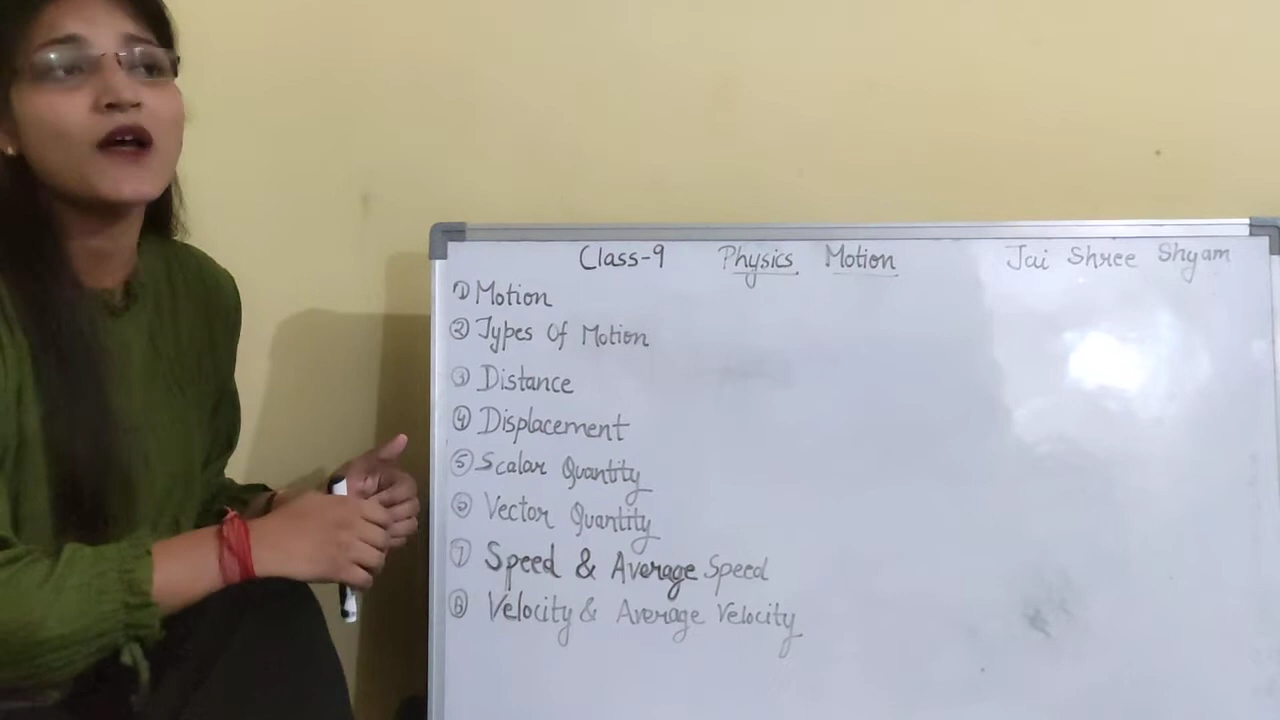 Class-9 Physics Motion Jai Shree Shyam
① Motion
② Types Of Motion
③ Distance
④ Displacement
⑤ Scalar Quantity
⑥ Vector Quantity
⑦ Speed & Average Speed
⑧ Velocity & Average Velocity